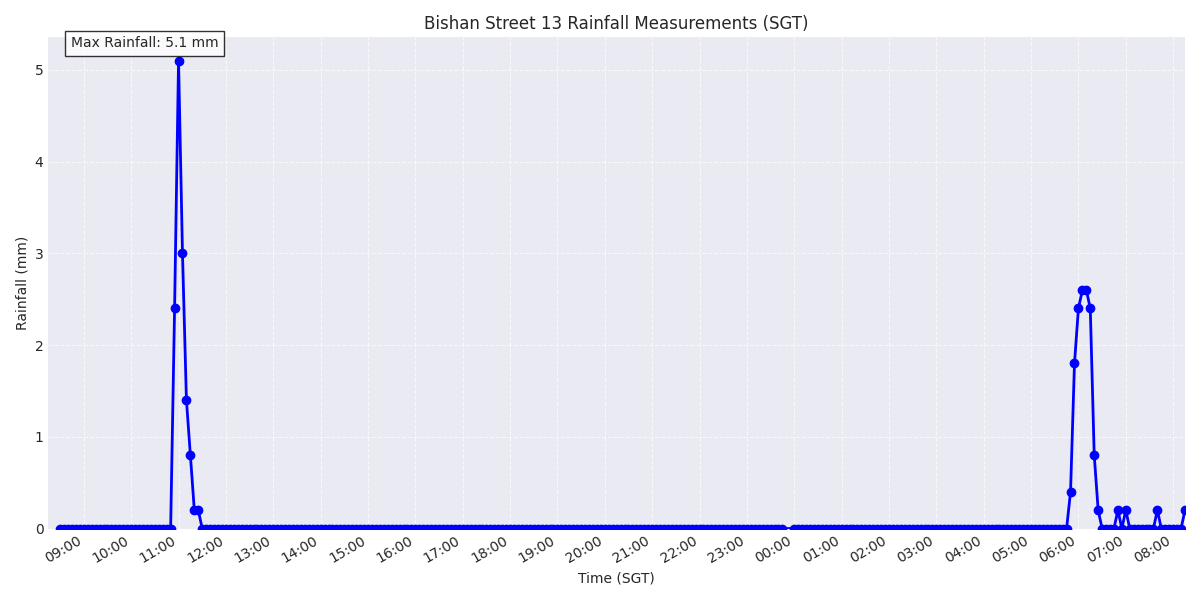 Bishan Street 13 Rainfall Measurements (SGT)
Max Rainfall: 5.1 mm
Rainfall (mm)
5
4
3
2
1
0
09:00 10:00 11:00 12:00 13:00 14:00 15:00 16:00 17:00 18:00 19:00 20:00 21:00 22:00 23:00 00:00 01:00 02:00 03:00 04:00 05:00 06:00 07:00 08:00
Time (SGT)